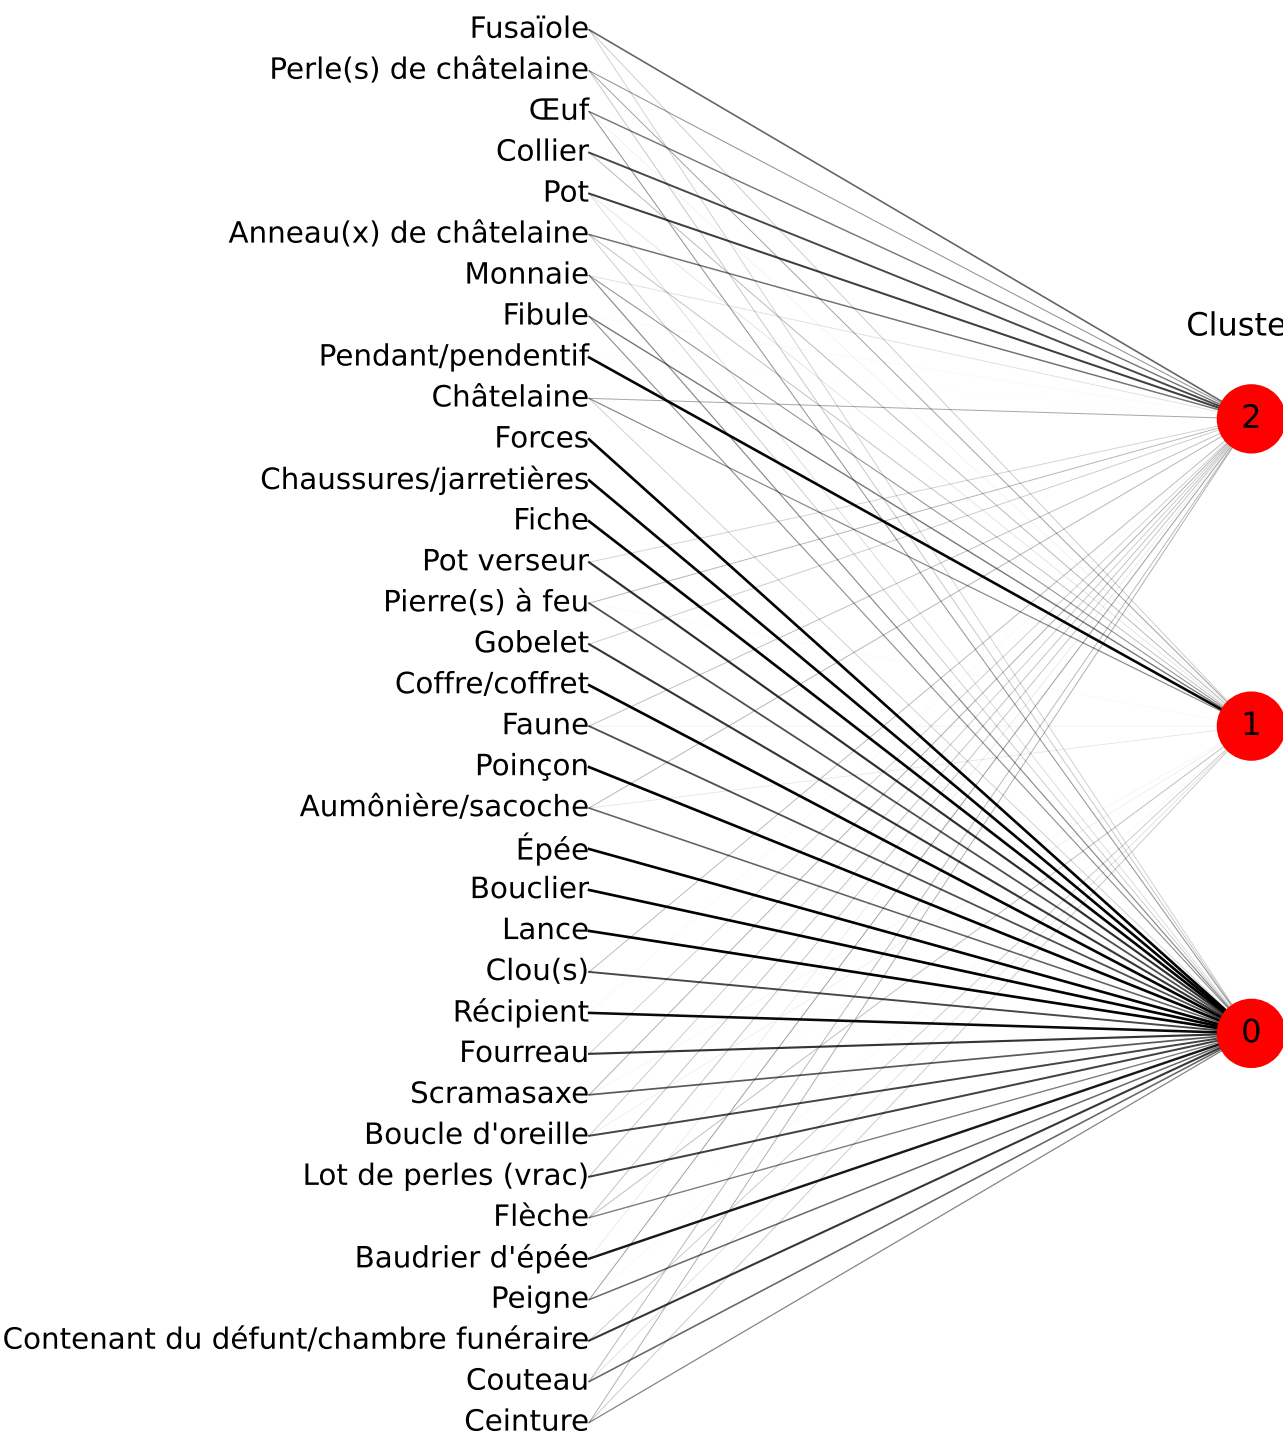 Fusaïole
Perle(s) de châtelaine
Œuf
Collier
Pot
Anneau(x) de châtelaine
Monnaie
Fibule
Cluste
Pendant/pendentif
Châtelaine
2
Forces
Chaussures/jarretières
Fiche
Pot verseur
Pierre(s) à feu
Gobelet
Coffre/coffret
Faune
1
Poinçon
Aumônière/sacoche
Épée
Bouclier
Lance
Clou(s)
Récipient
0
Fourreau
Scramasaxe
Boucle d'oreille
Lot de perles (vrac)
Flèche
Baudrier d'épée
Peigne
Contenant du défunt/chambre funéraire
Couteau
Ceinture